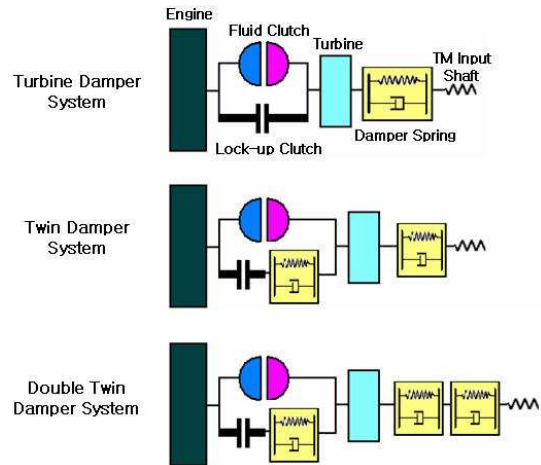 Engine
Fluid Clutch
Turbine
TM Input
Shaft
Turbine Damper
System
Damper Spring
Lock-up Clutch
Twin Damper
System
Double Twin
Damper System